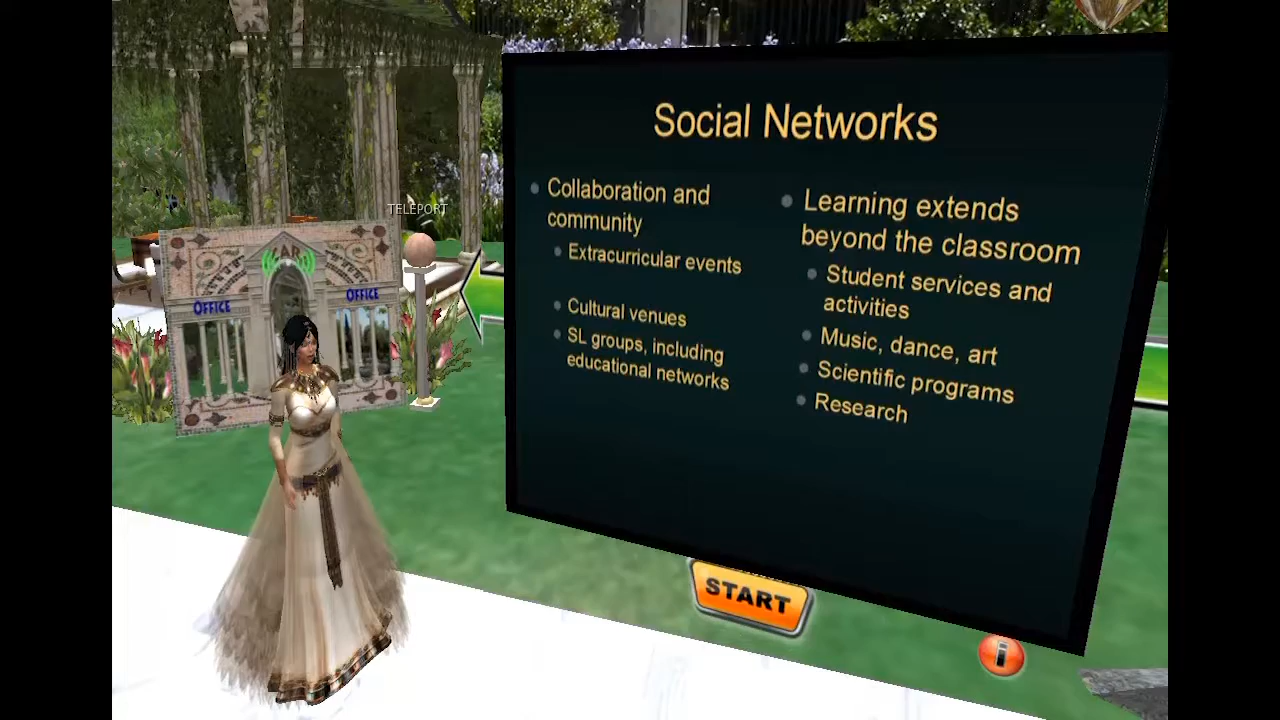 Social Networks
Collaboration and
community
Extracurricular events
Cultural venues
SL groups, including
educational networks
Learning extends
beyond the classroom
Student services and
activities
Music, dance, art
Scientific programs
Research
TELEPORT
OFFICE
OFFICE
START
i